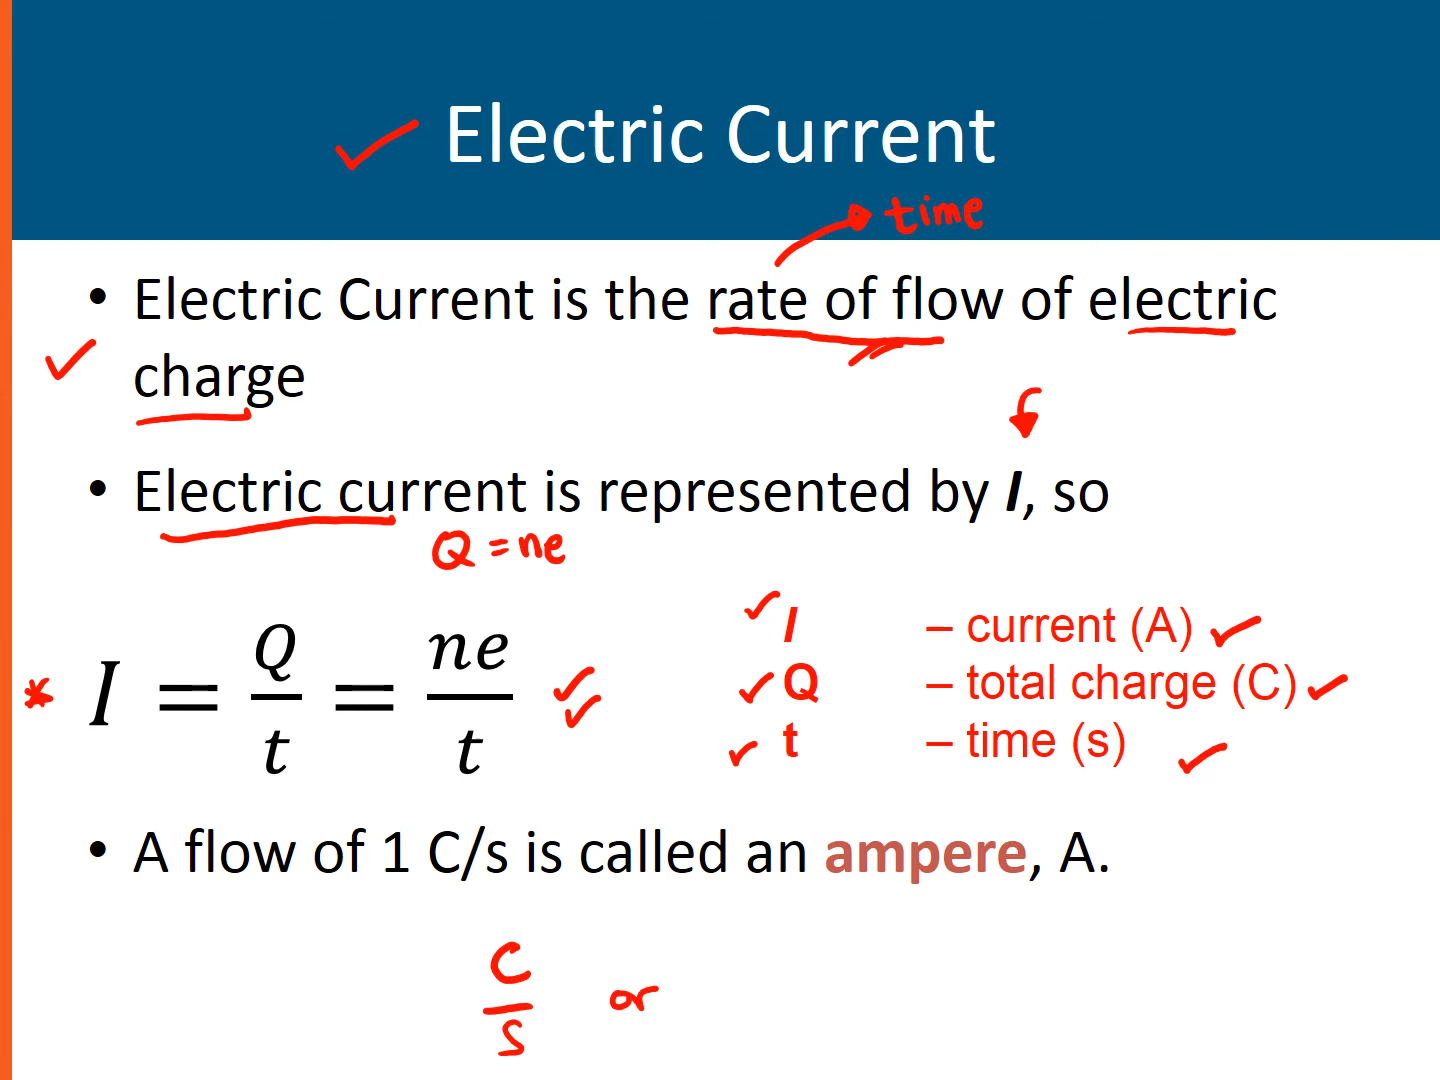 Electric Current
time
• Electric Current is the rate of flow of electric
charge
• Electric current is represented by I, so
Q = ne
* I = Q/t = ne/t
I – current (A)
Q – total charge (C)
t – time (s)
• A flow of 1 C/s is called an ampere, A.
C/s or